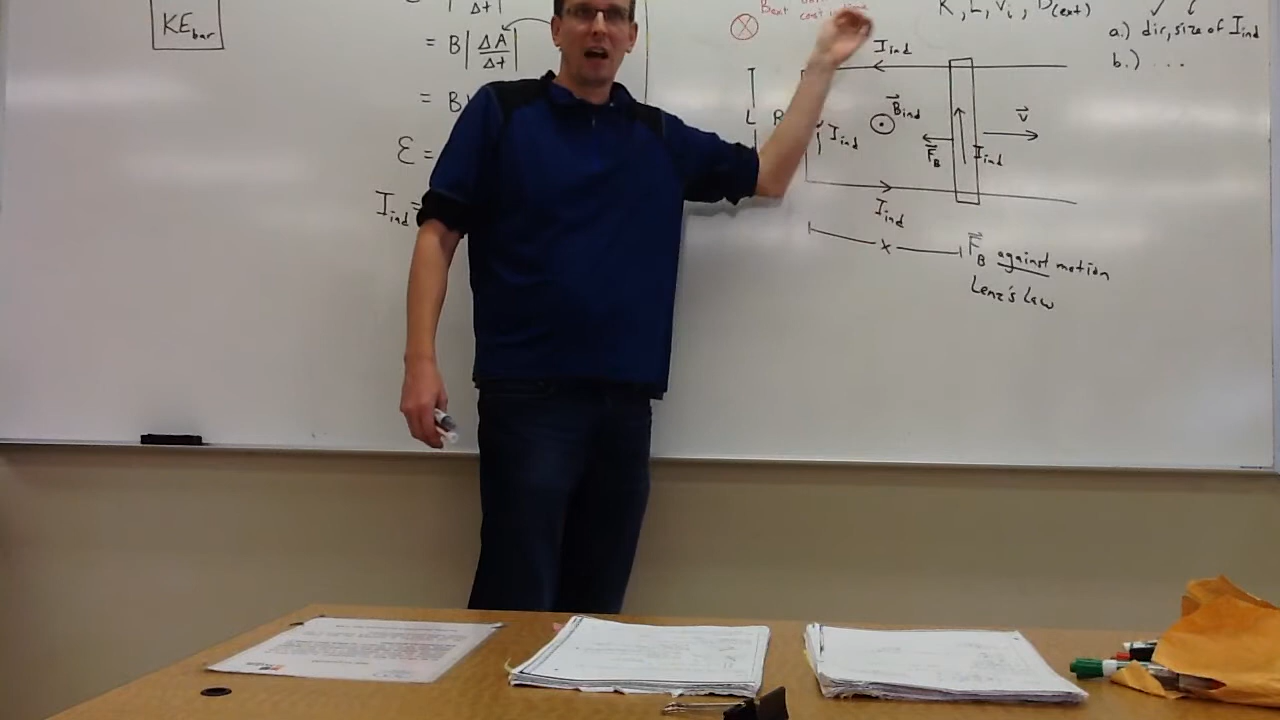 KE_bar
Δt
= B|ΔA/Δt|
= B
ε =
I_ind =
B_ext
R, L, v_i, B_(ext)
a.) dir, size of I_ind
b.) ...
I_ind
L
R
I_ind
B_ind
F_B
I_ind
v
I_ind
x
F_B against motion
Lenz's Law